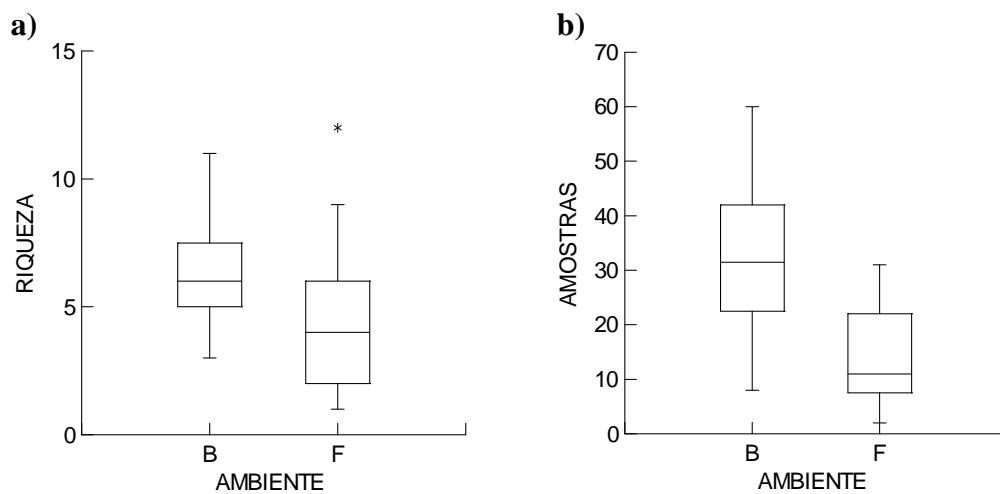 a)
15
10
5
0
RIQUEZA
*
B F
AMBIENTE
b)
70
60
50
40
30
20
10
0
AMOSTRAS
B F
AMBIENTE